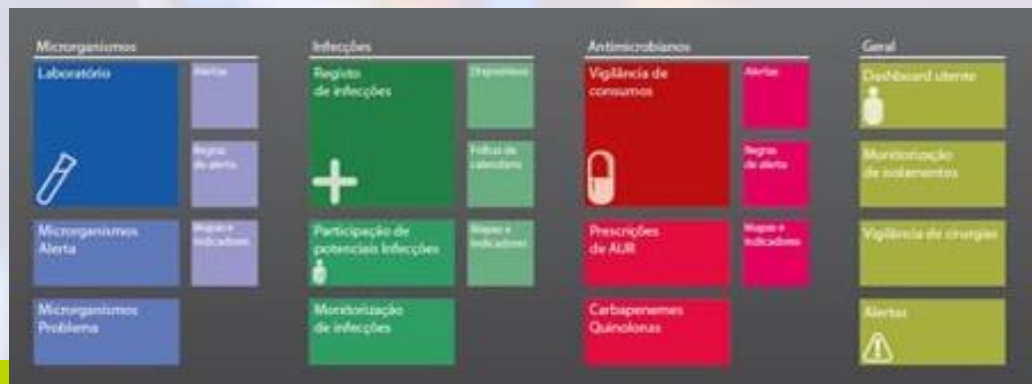 Microrganismos
Laboratório
Alertas
Regras
de alerta
Microrganismos
Alerta
Mapas e
indicadores
Microrganismos
Problema
Infecções
Registo
de infecções
Dispositivos
Folhas de
calendário
Participação de
potenciais Infecções
Mapas e
indicadores
Monitorização
de infecções
Antimicrobianos
Vigilância de
consumos
Alertas
Regras
de alerta
Prescrições
de AUR
Mapas e
indicadores
Carbapenemes
Quinolonas
Geral
Dashboard utente
Monitorização
de isolamentos
Vigilância de cirurgias
Alertas